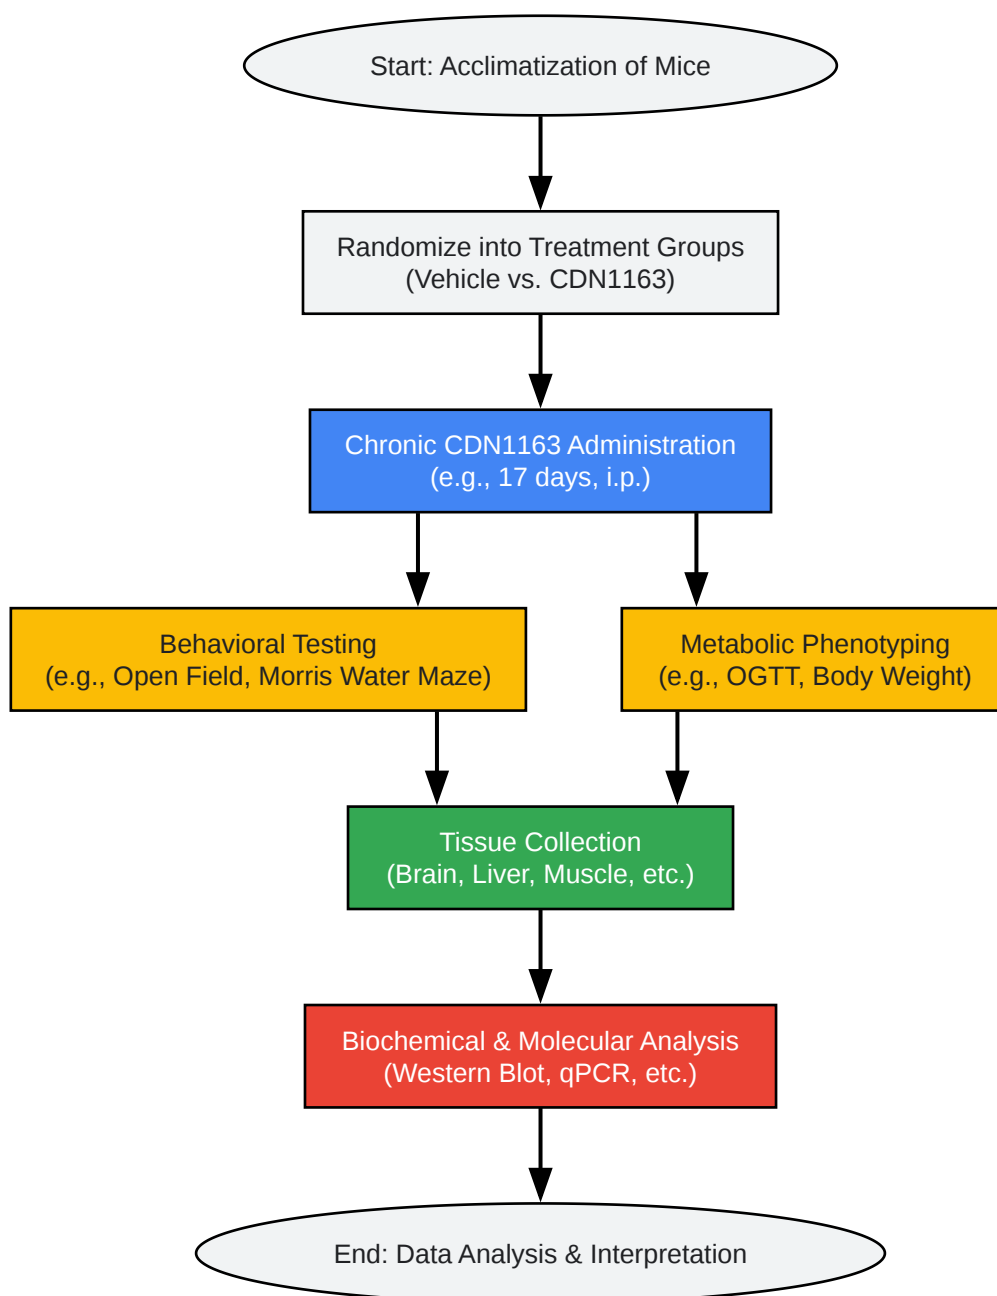 Start: Acclimatization of Mice
Randomize into Treatment Groups
(Vehicle vs. CDN1163)
Chronic CDN1163 Administration
(e.g., 17 days, i.p.)
Behavioral Testing
(e.g., Open Field, Morris Water Maze)
Metabolic Phenotyping
(e.g., OGTT, Body Weight)
Tissue Collection
(Brain, Liver, Muscle, etc.)
Biochemical & Molecular Analysis
(Western Blot, qPCR, etc.)
End: Data Analysis & Interpretation